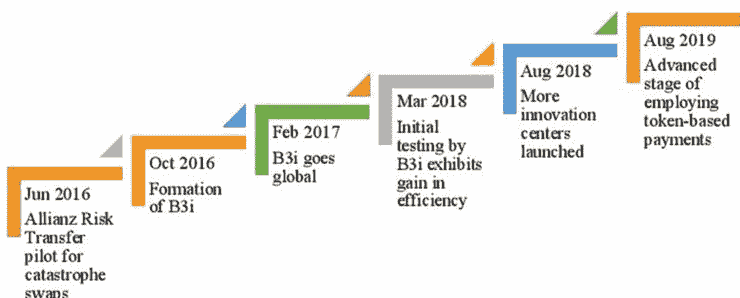 Jun 2016
Allianz Risk
Transfer
pilot for
catastrophe
swaps
Oct 2016
Formation
of B3i
Feb 2017
B3i goes
global
Mar 2018
Initial
testing by
B3i exhibits
gain in
efficiency
Aug 2018
More
innovation
centers
launched
Aug 2019
Advanced
stage of
employing
token-based
payments